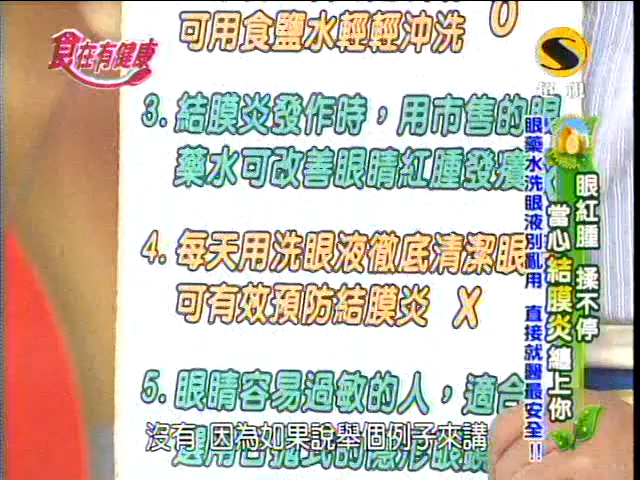 食在有健康
可用食鹽水輕輕沖洗 O
超視
3. 結膜炎發作時，用市售的眼
藥水可改善眼睛紅腫發癢
4. 每天用洗眼液徹底清潔眼
可有效預防結膜炎 X
5. 眼睛容易過敏的人，適合
眼紅腫 揉不停
當心結膜炎纏上你
眼藥水洗眼液別亂用 直接就醫最安全!!
沒有 因為如果說舉個例子來講